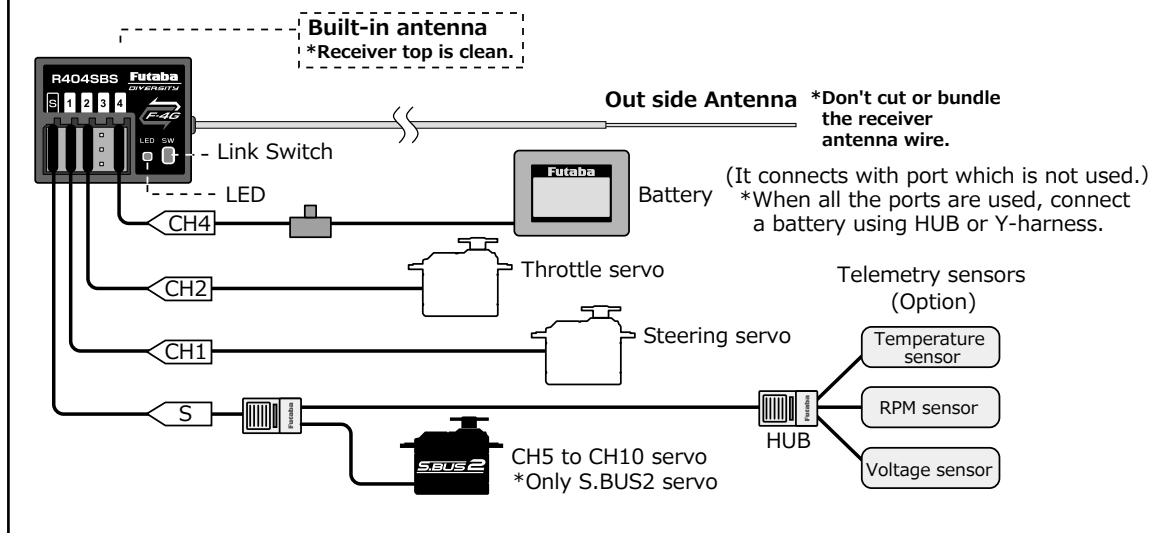 Built-in antenna
*Receiver top is clean.
R404SBS Futaba
DIVERSITY
S 1 2 3 4
F-4G
LED SW
Out side Antenna
*Don't cut or bundle
the receiver
antenna wire.
Link Switch
LED
Futaba
Battery
(It connects with port which is not used.)
*When all the ports are used, connect
a battery using HUB or Y-harness.
CH4
CH2
Throttle servo
CH1
Steering servo
Telemetry sensors
(Option)
Temperature
sensor
S
Futaba
Futaba
HUB
RPM sensor
Voltage sensor
S.BUS2
CH5 to CH10 servo
*Only S.BUS2 servo